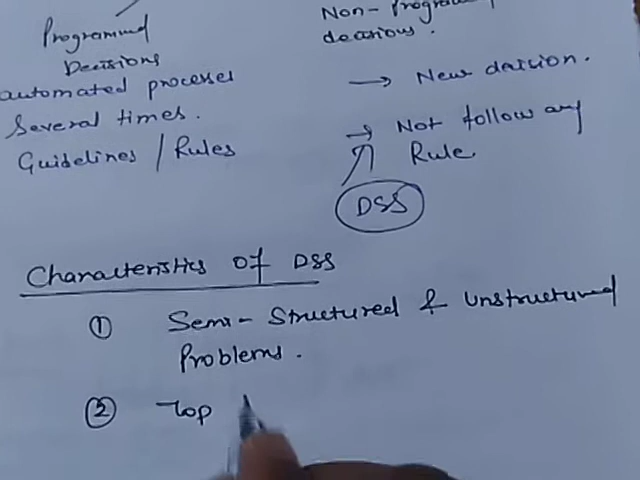 Programmed
Decisions
automated processes
Several times.
Guidelines / Rules
Non-Program
decisions.
→ New decision.
→ Not follow any
Rule.
DSS
Characteristics of DSS
① Semi-Structured & Unstructured
Problems.
② Top